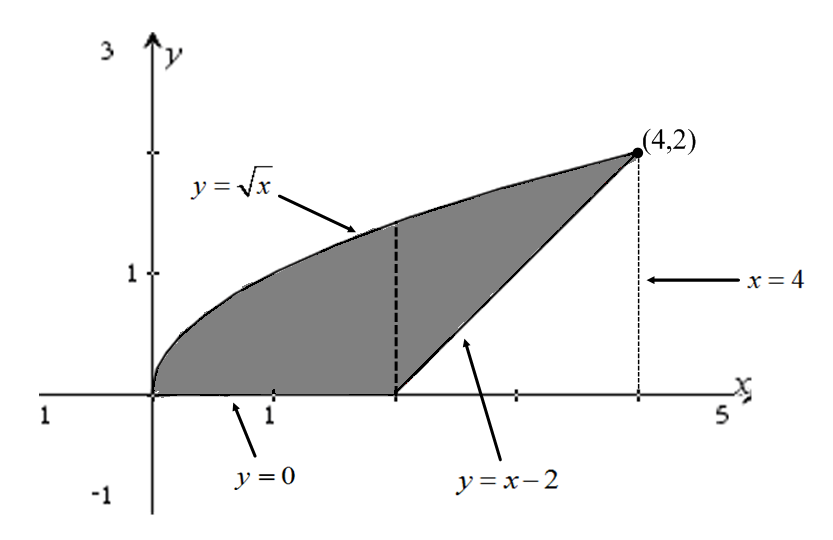 3
y
(4,2)
y = √x
1
x = 4
x
1
1
5
y = 0
y = x − 2
-1